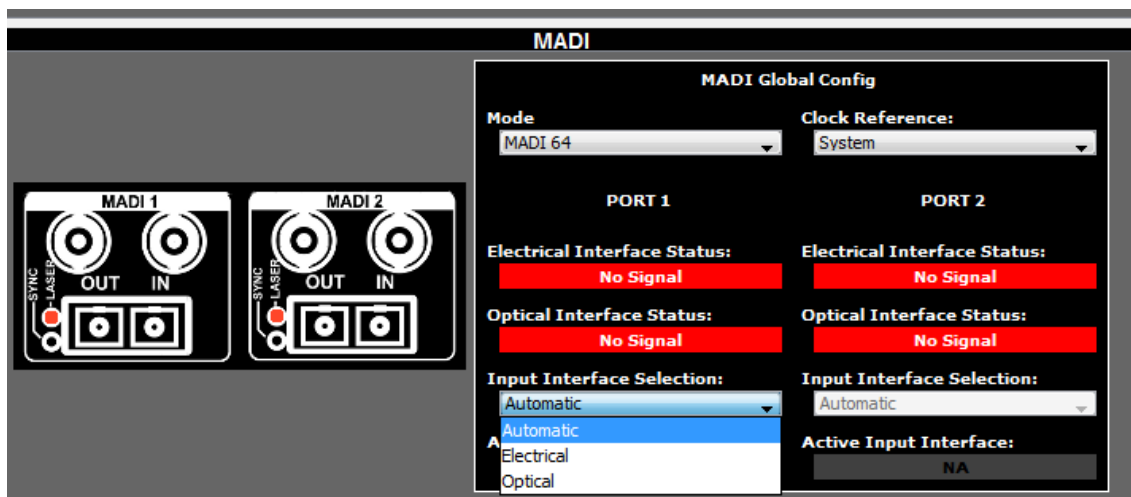 MADI
MADI Global Config
Mode
Clock Reference:
MADI 64
System
PORT 1
PORT 2
Electrical Interface Status:
Electrical Interface Status:
No Signal
No Signal
Optical Interface Status:
Optical Interface Status:
No Signal
No Signal
Input Interface Selection:
Input Interface Selection:
Automatic
Automatic
Automatic
Electrical
Optical
A
Active Input Interface:
NA
MADI 1
OUT
IN
SYNC
LASER
MADI 2
OUT
IN
SYNC
LASER